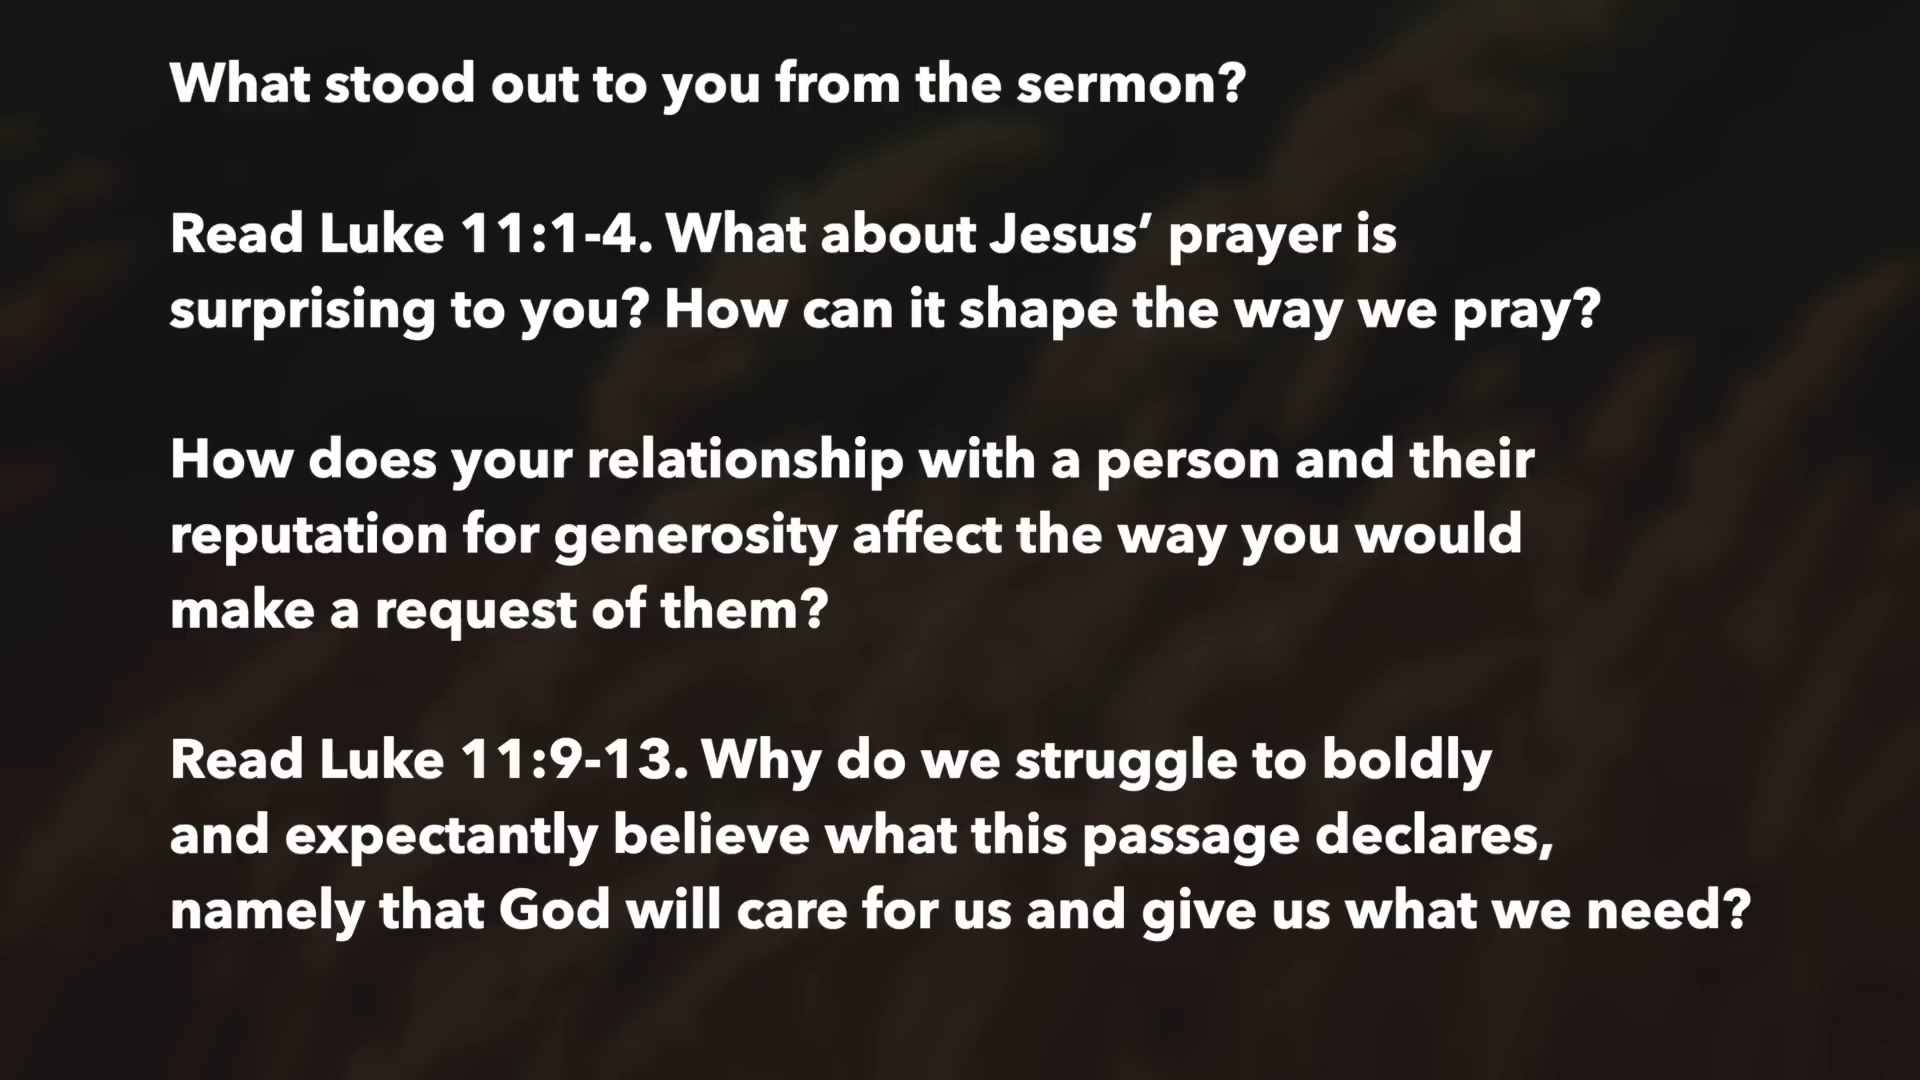 What stood out to you from the sermon?
Read Luke 11:1-4. What about Jesus’ prayer is
surprising to you? How can it shape the way we pray?
How does your relationship with a person and their
reputation for generosity affect the way you would
make a request of them?
Read Luke 11:9-13. Why do we struggle to boldly
and expectantly believe what this passage declares,
namely that God will care for us and give us what we need?